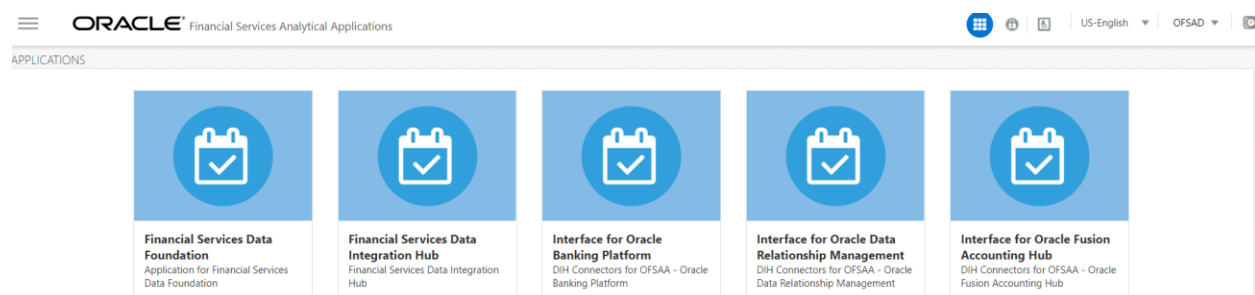 ORACLE® Financial Services Analytical Applications
US-English
OFSAD
APPLICATIONS
Financial Services Data
Foundation
Application for Financial Services
Data Foundation
Financial Services Data
Integration Hub
Financial Services Data Integration
Hub
Interface for Oracle
Banking Platform
DIH Connectors for OFSAA - Oracle
Banking Platform
Interface for Oracle Data
Relationship Management
DIH Connectors for OFSAA - Oracle
Data Relationship Management
Interface for Oracle Fusion
Accounting Hub
DIH Connectors for OFSAA - Oracle
Fusion Accounting Hub